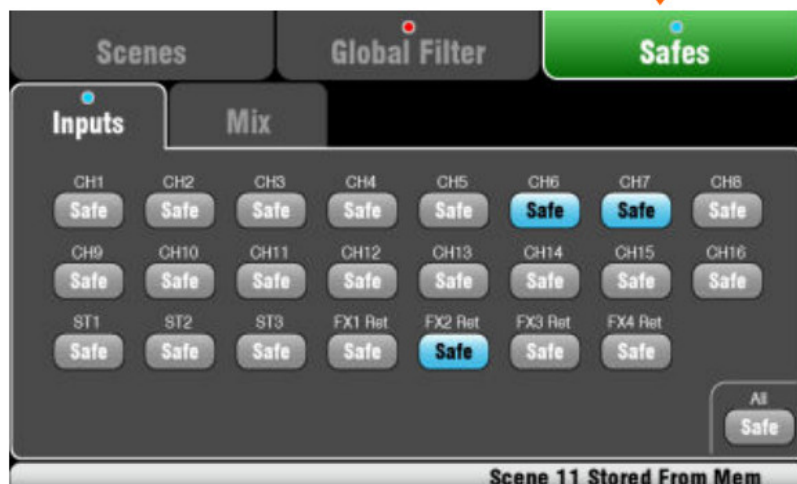 Scenes Global Filter Safes
Inputs Mix
CH1 CH2 CH3 CH4 CH5 CH6 CH7 CH8
Safe Safe Safe Safe Safe Safe Safe Safe
CH9 CH10 CH11 CH12 CH13 CH14 CH15 CH16
Safe Safe Safe Safe Safe Safe Safe Safe
ST1 ST2 ST3 FX1 Ret FX2 Ret FX3 Ret FX4 Ret
Safe Safe Safe Safe Safe Safe Safe
All
Safe
Scene 11 Stored From Mem